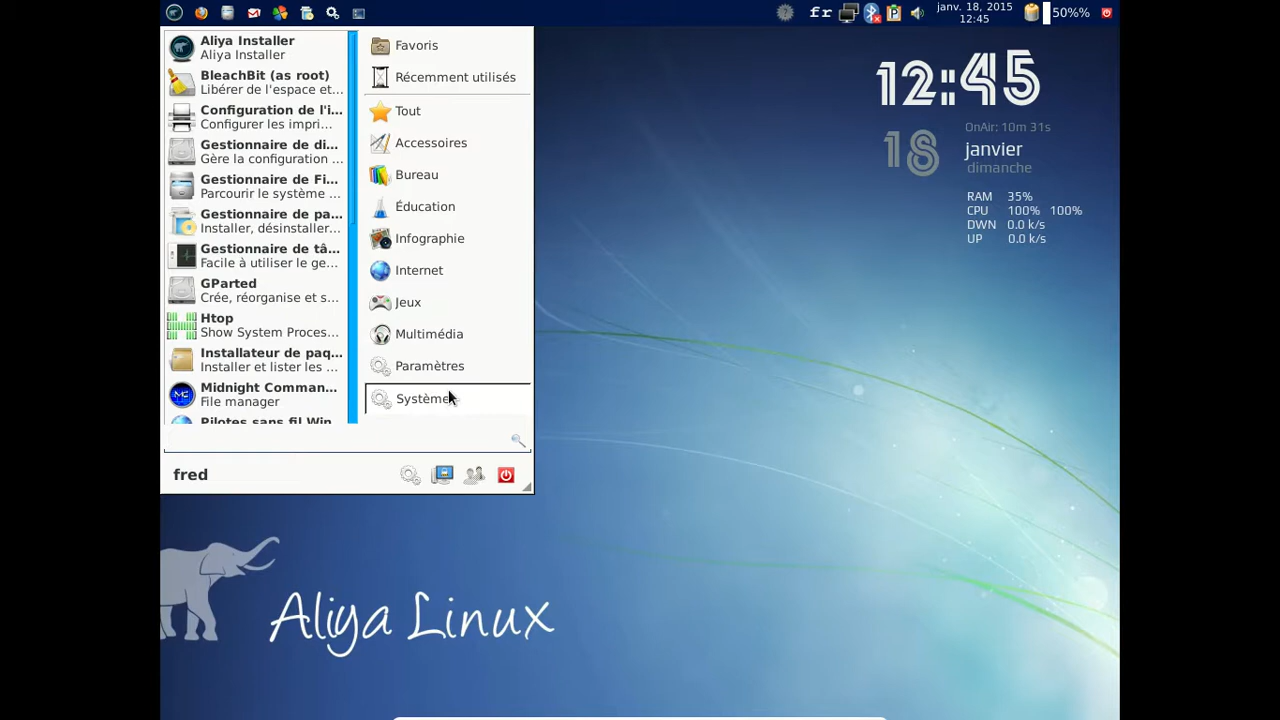 fr
janv. 18, 2015
12:45
50%%
Aliya Installer
Aliya Installer
BleachBit (as root)
Libérer de l'espace et...
Configuration de l'i...
Configurer les impri...
Gestionnaire de di...
Gère la configuration ...
Gestionnaire de Fi...
Parcourir le système ...
Gestionnaire de pa...
Installer, désinstaller...
Gestionnaire de tâ...
Facile à utiliser le ge...
GParted
Crée, réorganise et s...
Htop
Show System Proces...
Installateur de paq...
Installer et lister les ...
Midnight Comman...
File manager
Pilotes sans fil Win...
Favoris
Récemment utilisés
Tout
Accessoires
Bureau
Éducation
Infographie
Internet
Jeux
Multimédia
Paramètres
Système
fred
12:45
18
OnAir: 10m 31s
janvier
dimanche
RAM 35%
CPU 100% 100%
DWN 0.0 k/s
UP 0.0 k/s
Aliya Linux